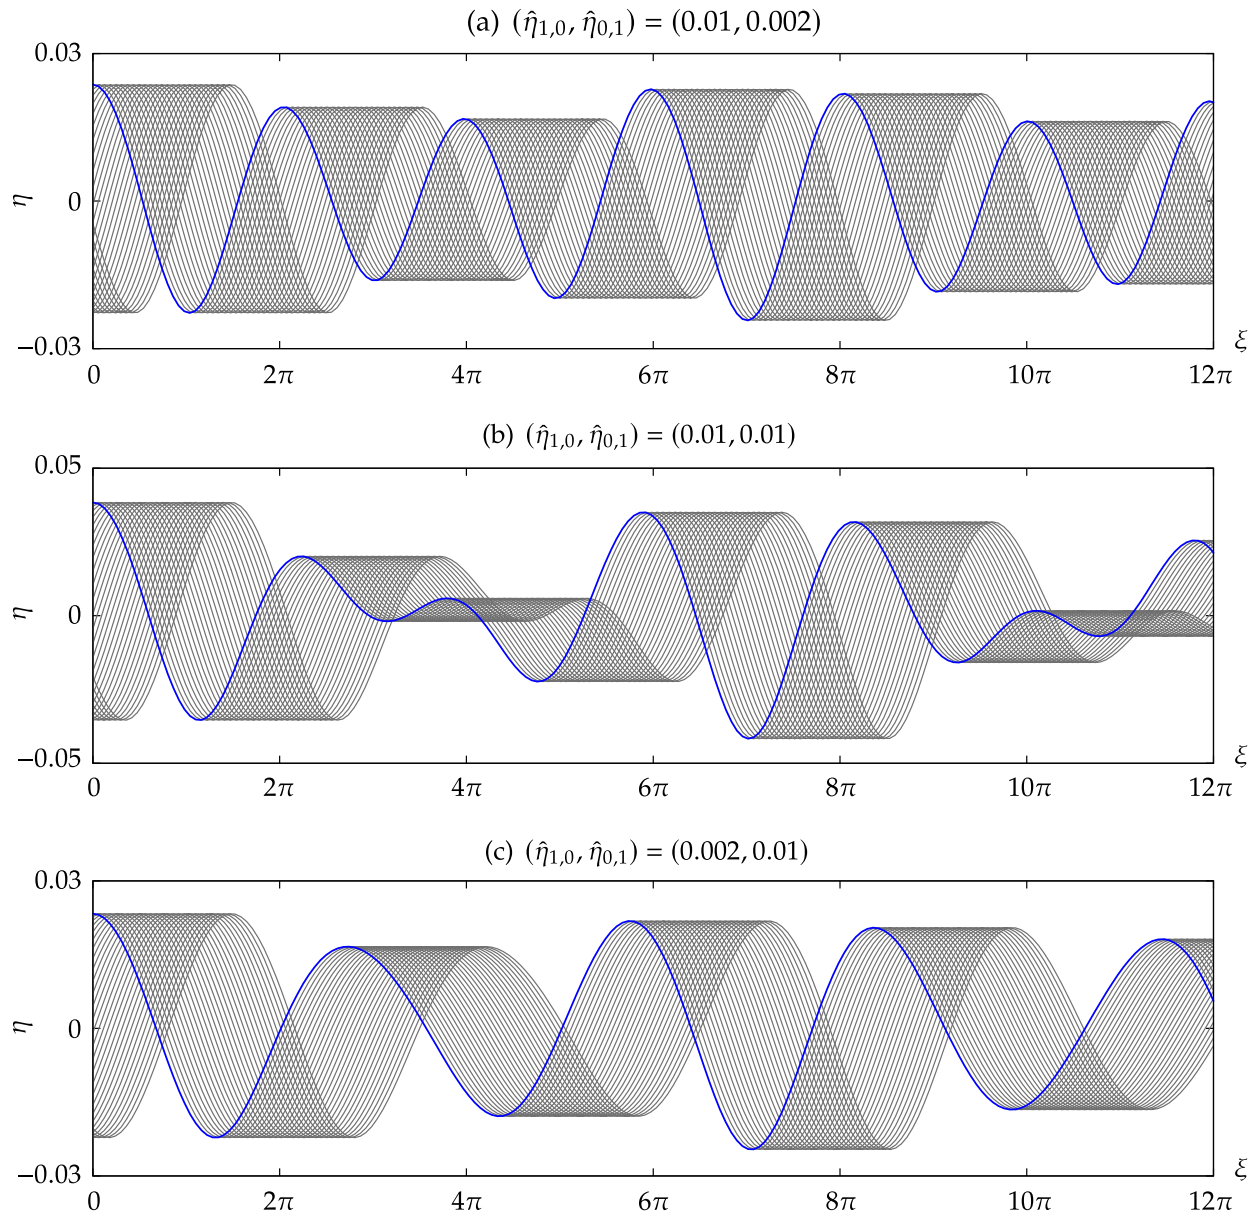 (a) (η̂₁,₀, η̂₀,₁) = (0.01, 0.002)
0.03
η
0
−0.03
ξ
0 2π 4π 6π 8π 10π 12π
(b) (η̂₁,₀, η̂₀,₁) = (0.01, 0.01)
0.05
η
0
−0.05
ξ
0 2π 4π 6π 8π 10π 12π
(c) (η̂₁,₀, η̂₀,₁) = (0.002, 0.01)
0.03
η
0
−0.03
ξ
0 2π 4π 6π 8π 10π 12π